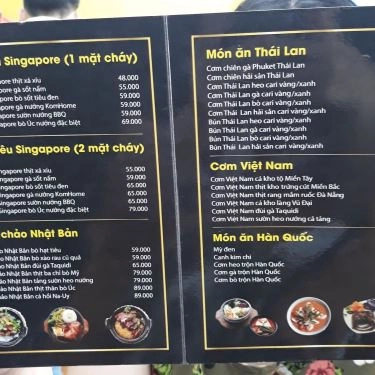 Singapore (1 mặt cháy)
Singapore thịt xá xíu 48.000
Singapore gà sốt nấm 55.000
Singapore bò sốt tiêu đen 59.000
Singapore gà nướng KomHome 59.000
Singapore sườn nướng BBQ 59.000
Singapore bò Úc nướng đặc biệt 69.000
Singapore (2 mặt cháy)
Singapore thịt xá xíu 55.000
Singapore gà sốt nấm 61.000
Singapore bò sốt tiêu đen 65.000
Singapore gà nướng KomHome 65.000
Singapore sườn nướng BBQ 65.000
Singapore bò Úc nướng đặc biệt 79.000
chảo Nhật Bản
Nhật Bản bò hạt tiêu 59.000
Nhật Bản bò xào rau củ quả 59.000
Nhật Bản đùi gà Taquidi 65.000
Nhật Bản thịt ba chỉ bò Mỹ 79.000
Nhật Bản tảng sườn heo nướng 79.000
Nhật Bản thịt thăn bò Úc 89.000
Nhật Bản cá hồi Na-Uy 89.000
Món ăn Thái Lan
Cơm chiên gà Phuket Thái Lan
Cơm chiên hải sản Thái Lan
Cơm Thái Lan heo cari vàng/xanh
Cơm Thái Lan gà cari vàng/xanh
Cơm Thái Lan bò cari vàng/xanh
Cơm Thái Lan hải sản cari vàng/xanh
Bún Thái Lan heo cari vàng/xanh
Bún Thái Lan gà cari vàng/xanh
Bún Thái Lan bò cari vàng/xanh
Bún Thái Lan hải sản cari vàng/xanh
Cơm Việt Nam
Cơm Việt Nam cá kho tộ Miền Tây
Cơm Việt Nam thịt kho trứng cút Miền Bắc
Cơm Việt Nam thịt rang mắm ruốc Đà Nẵng
Cơm Việt Nam cá kho làng Vũ Đại
Cơm Việt Nam đùi gà Taquidi
Cơm Việt Nam sườn heo nướng cả tảng
Món ăn Hàn Quốc
Mỳ đen
Canh kim chi
Cơm heo trộn Hàn Quốc
Cơm gà trộn Hàn Quốc
Cơm bò trộn Hàn Quốc